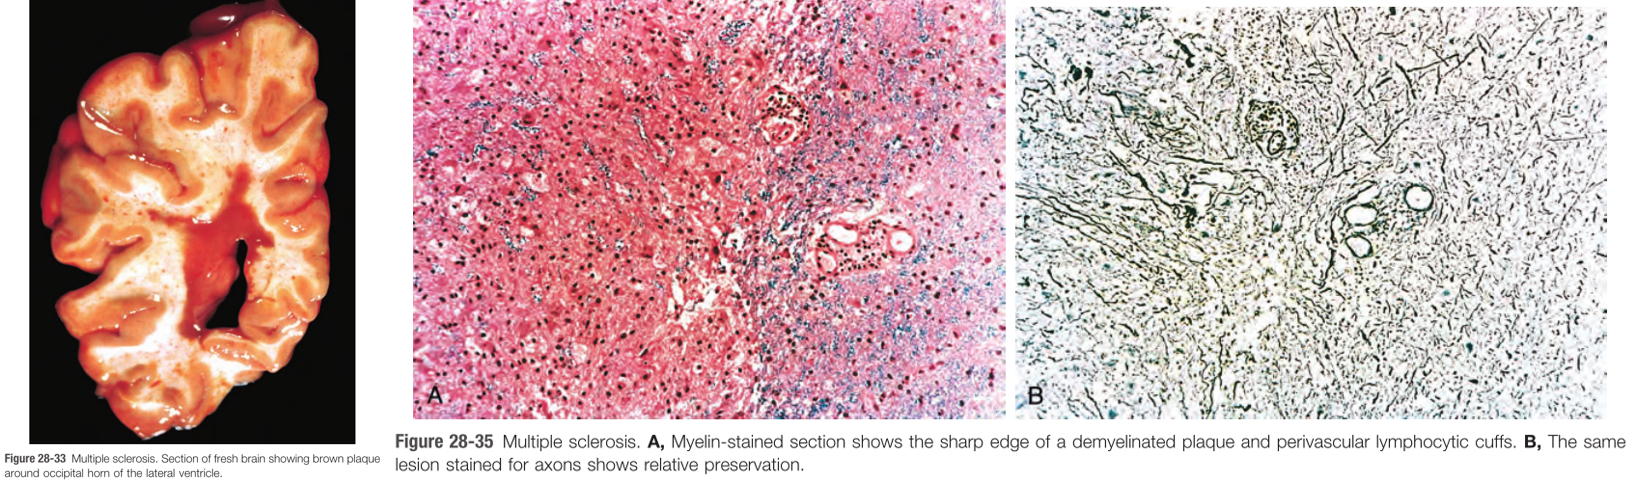 A
B
Figure 28-33 Multiple sclerosis. Section of fresh brain showing brown plaque
around occipital horn of the lateral ventricle.
Figure 28-35 Multiple sclerosis. A, Myelin-stained section shows the sharp edge of a demyelinated plaque and perivascular lymphocytic cuffs. B, The same
lesion stained for axons shows relative preservation.